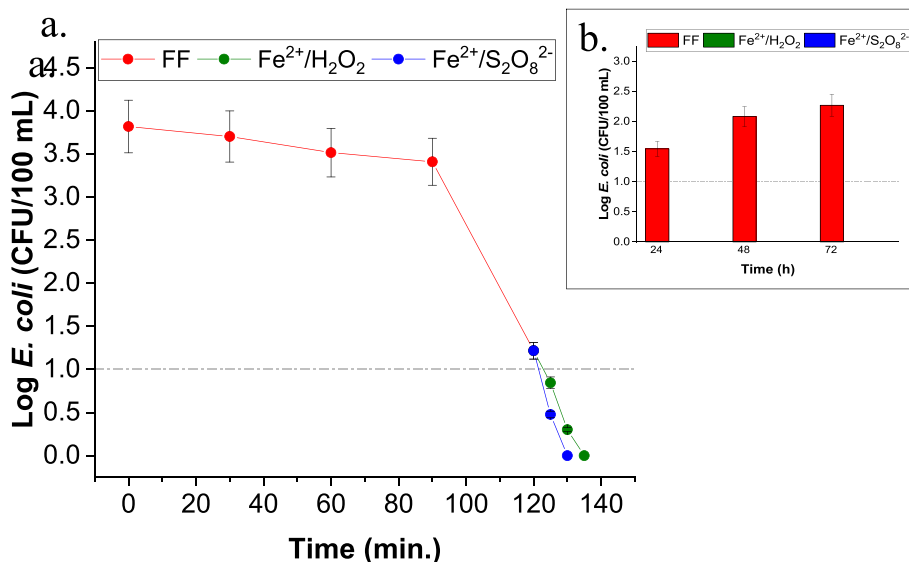 a.
FF Fe²⁺/H₂O₂ Fe²⁺/S₂O₈²⁻
a
4.5
4.0
3.5
3.0
2.5
2.0
1.5
1.0
0.5
0.0
Log E. coli (CFU/100 mL)
0 20 40 60 80 100 120 140
Time (min.)
b.
FF Fe²⁺/H₂O₂ Fe²⁺/S₂O₈²⁻
3.0
2.5
2.0
1.5
1.0
0.5
0.0
Log E. coli (CFU/100 mL)
24 48 72
Time (h)